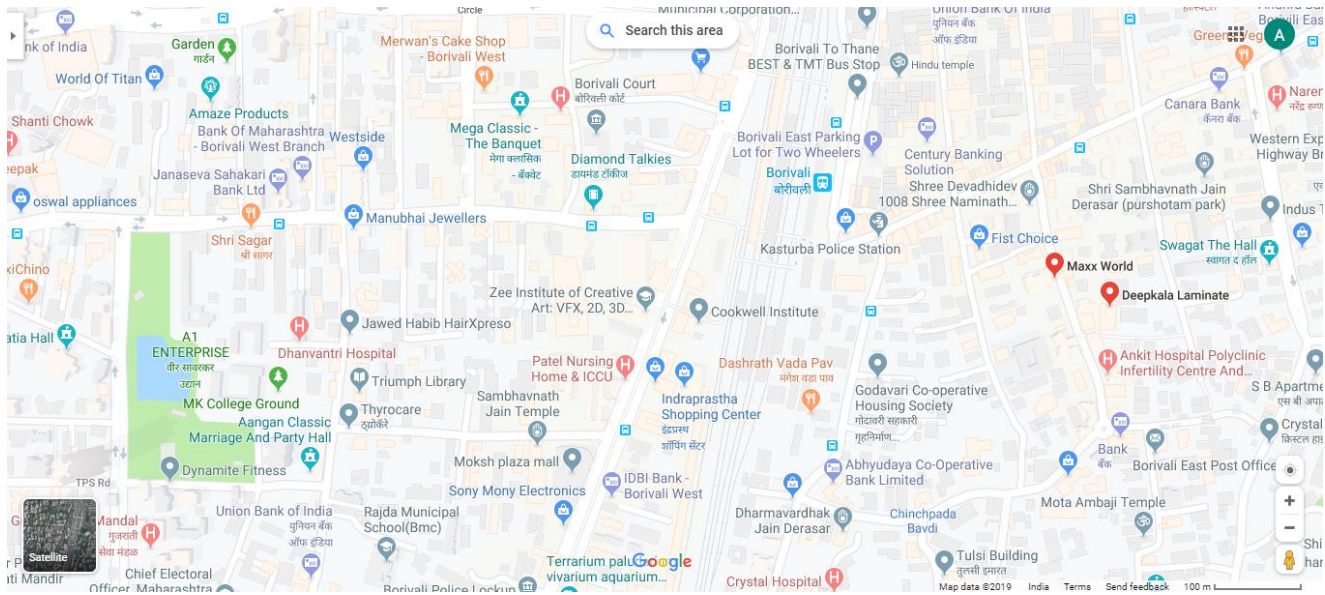 Circle
Municipal Corporation...
Union Bank Of India
यूनियन बैंक
ऑफ इंडिया
Borivali East
nk of India
Garden
गार्डन
Merwan's Cake Shop
- Borivali West
Search this area
Borivali To Thane
BEST & TMT Bus Stop
Hindu temple
Green Veg
A
World Of Titan
Borivali Court
बोरिवली कोर्ट
Canara Bank
कॅनरा बँक
Naren
Amaze Products
Shanti Chowk
Bank Of Maharashtra
- Borivali West Branch
Westside
Mega Classic -
The Banquet
मेगा क्लासिक
- बँक्वेट
Diamond Talkies
डायमंड टॉकीज
Borivali East Parking
Lot for Two Wheelers
Century Banking
Solution
Western Exp
Highway Br
eepak
Janaseva Sahakari
Bank Ltd
Borivali
बोरीवली
Shree Devadhidev
1008 Shree Naminath...
Shri Sambhavnath Jain
Derasar (purshotam park)
oswal appliances
Manubhai Jewellers
Indus T
Shri Sagar
श्री सागर
Kasturba Police Station
Fist Choice
Swagat The Hall
स्वागत द हॉल
xiChino
Maxx World
Zee Institute of Creative
Art: VFX, 2D, 3D...
Deepkala Laminate
Cookwell Institute
Jawed Habib HairXpreso
atia Hall
A1
ENTERPRISE
वीर सावरकर
उद्यान
Dhanvantri Hospital
Patel Nursing
Home & ICCU
Dashrath Vada Pav
मंगेश वडा पाव
Ankit Hospital Polyclinic
Infertility Centre And...
Triumph Library
MK College Ground
Sambhavnath
Jain Temple
Indraprastha
Shopping Center
इंद्रप्रस्थ
शॉपिंग सेंटर
Godavari Co-operative
Housing Society
गोदावरी सहकारी
गृहनिर्माण...
S B Apartme
Thyrocare
Aangan Classic
Marriage And Party Hall
Crystal
Bank
बैंक
Dynamite Fitness
TPS Rd
Moksh plaza mall
IDBI Bank -
Borivali West
Abhyudaya Co-operative
Bank Limited
Borivali East Post Office
Sony Mony Electronics
Mota Ambaji Temple
Dharmavardhak
Jain Derasar
Chinchpada
Bavdi
Satellite
Mandal
गुजराती
सेवा मंडळ
Union Bank of India
यूनियन बैंक
ऑफ इंडिया
Rajda Municipal
School(Bmc)
Terrarium palu
vivarium aquarium...
Google
Tulsi Building
तुलसी इमारत
ati Mandir
Chief Electoral
Officer, Maharashtra
Borivali Police Lockup
Crystal Hospital
Map data ©2019 India Terms Send feedback 100 m